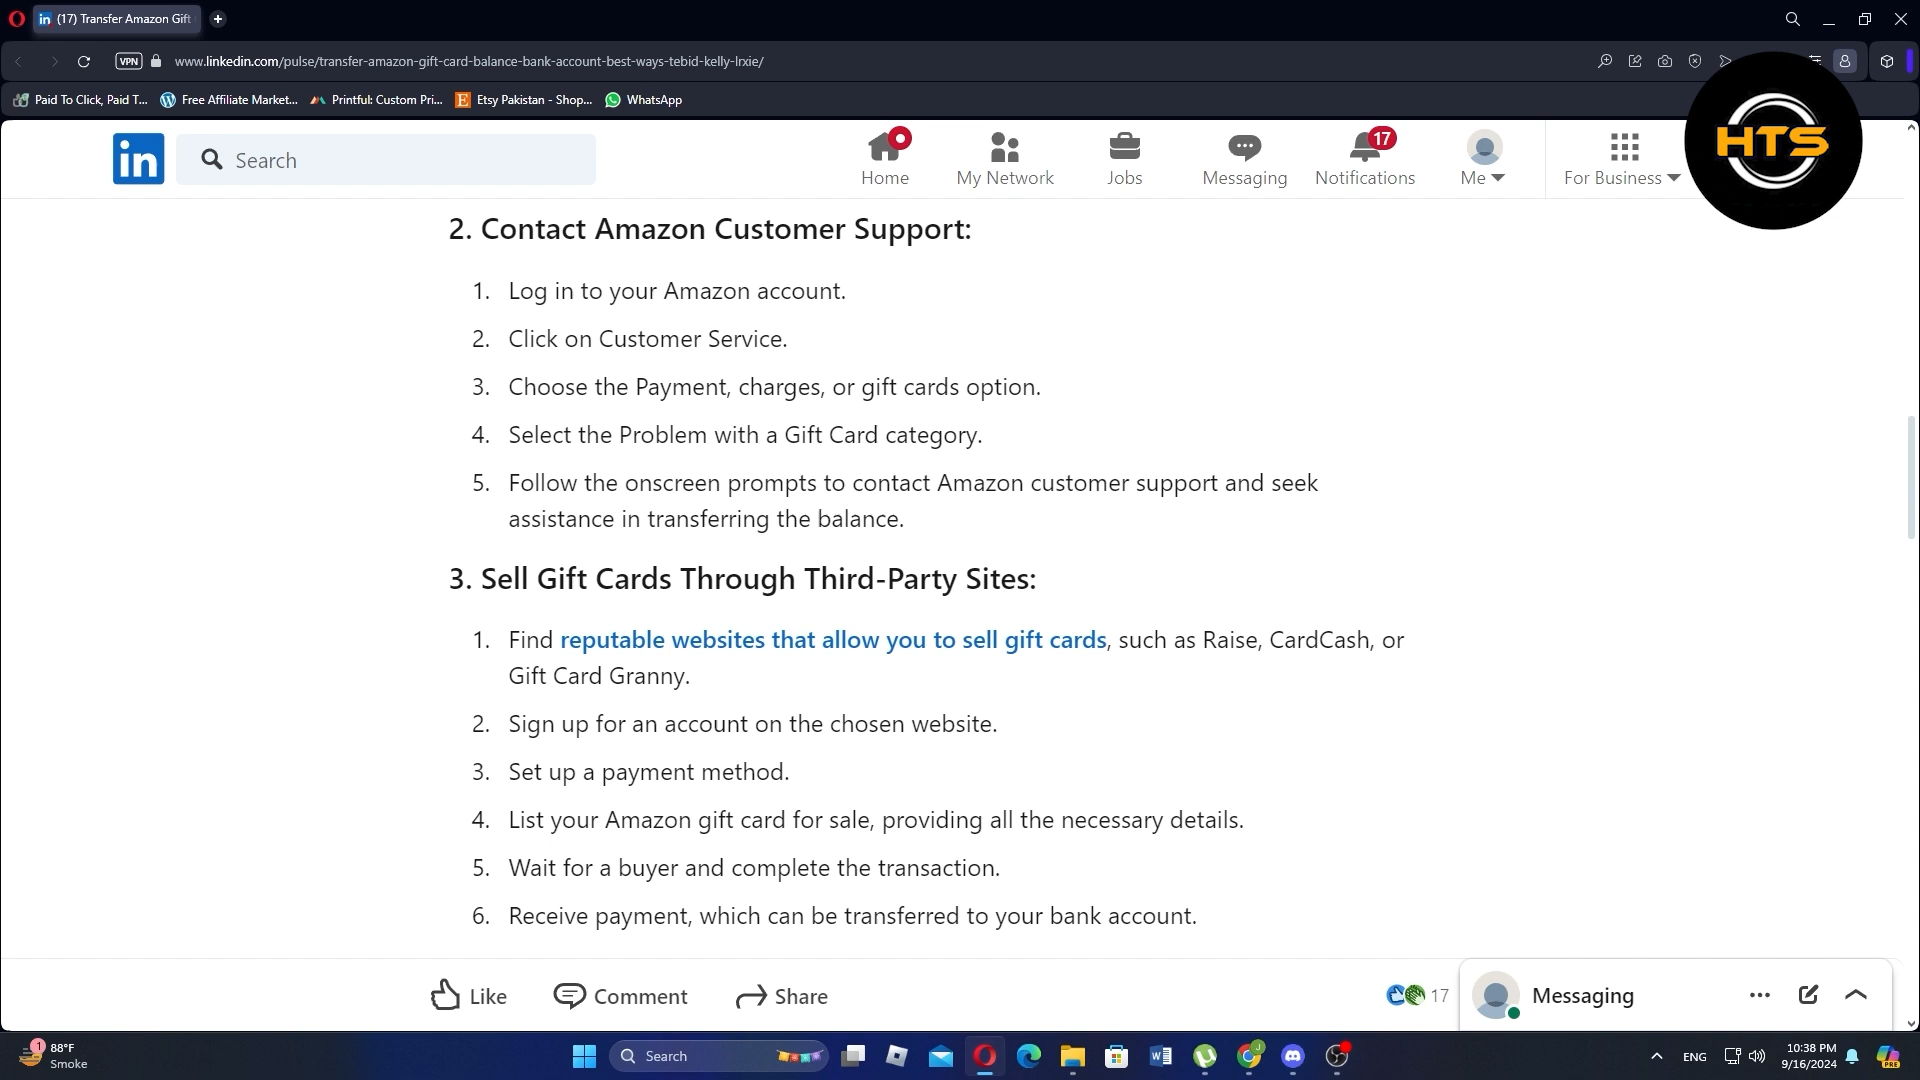 (17) Transfer Amazon Gift
VPN
www.linkedin.com/pulse/transfer-amazon-gift-card-balance-bank-account-best-ways-tebid-kelly-lrxie/
Paid To Click, Paid T...
Free Affiliate Market...
Printful: Custom Pri...
Etsy Pakistan - Shop...
WhatsApp
HTS
in
Search
Home
My Network
Jobs
Messaging
17
Notifications
Me
For Business
2. Contact Amazon Customer Support:
1. Log in to your Amazon account.
2. Click on Customer Service.
3. Choose the Payment, charges, or gift cards option.
4. Select the Problem with a Gift Card category.
5. Follow the onscreen prompts to contact Amazon customer support and seek
assistance in transferring the balance.
3. Sell Gift Cards Through Third-Party Sites:
1. Find reputable websites that allow you to sell gift cards, such as Raise, CardCash, or
Gift Card Granny.
2. Sign up for an account on the chosen website.
3. Set up a payment method.
4. List your Amazon gift card for sale, providing all the necessary details.
5. Wait for a buyer and complete the transaction.
6. Receive payment, which can be transferred to your bank account.
Like
Comment
Share
17
Messaging
1
88°F
Smoke
Search
ENG
10:38 PM
9/16/2024
PRE